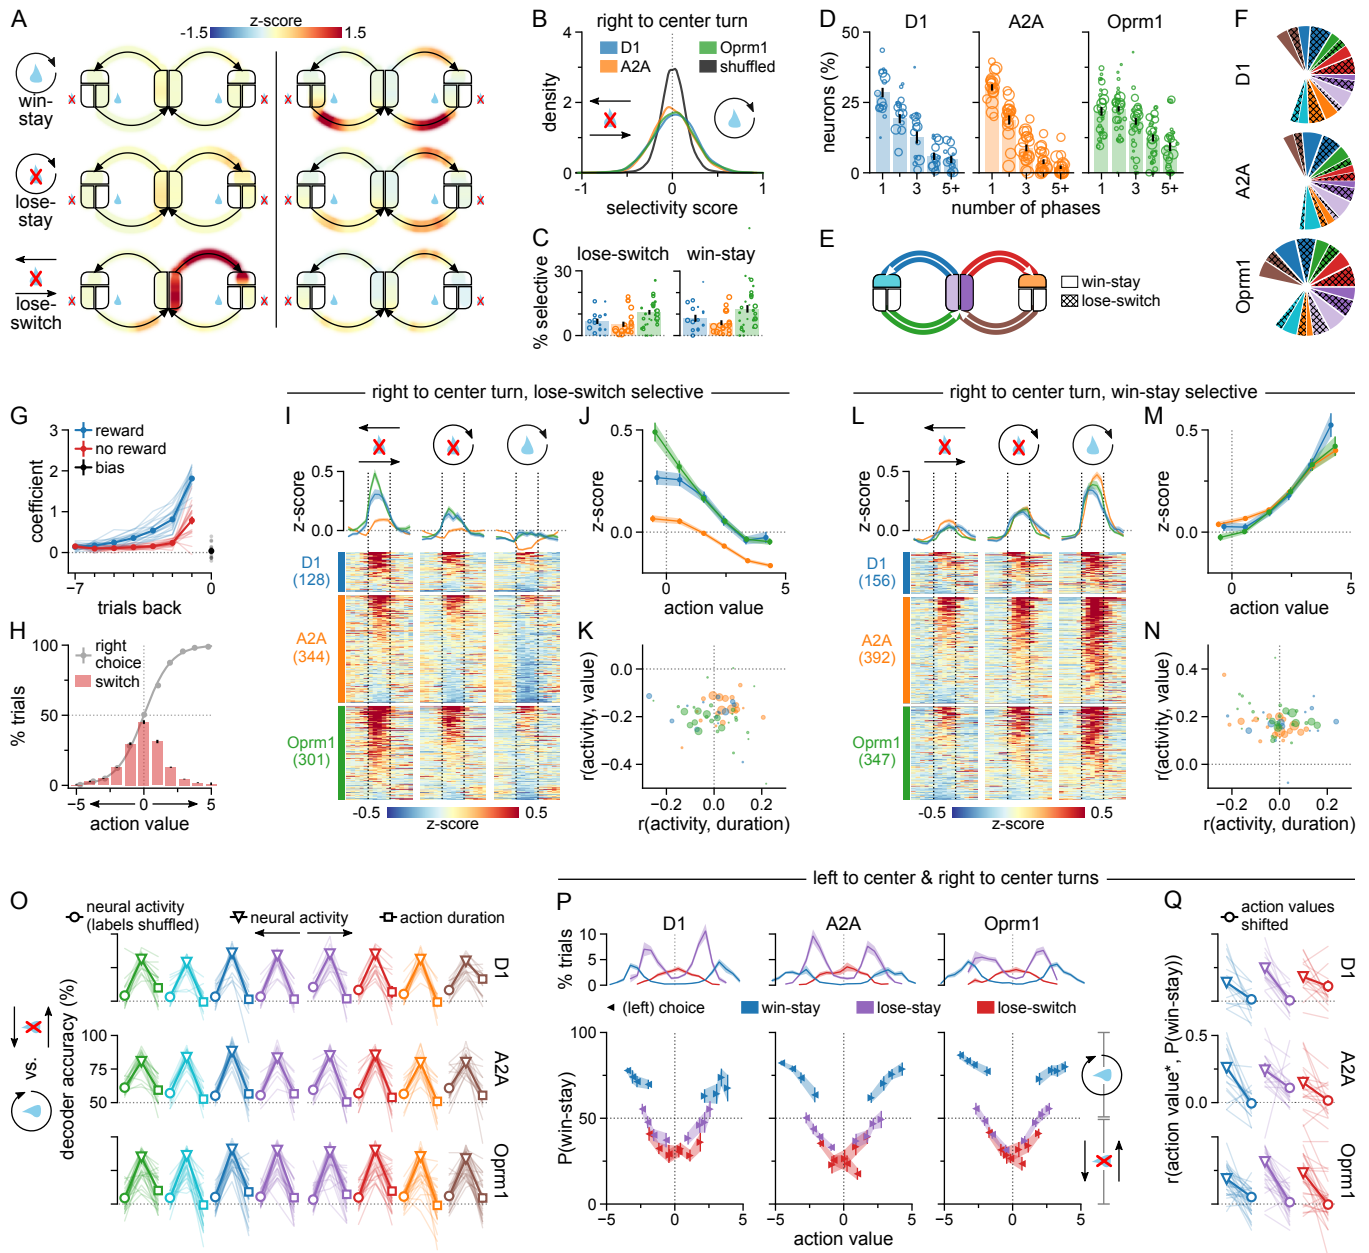 A
z-score
-1.5
1.5
win-
stay
lose-
stay
lose-
switch
B
right to center turn
D1
A2A
Oprm1
shuffled
density
4
2
0
-1
0
1
selectivity score
C
lose-switch
win-stay
% selective
30
0
D
D1
A2A
Oprm1
neurons (%)
50
25
0
1
3
5+
1
3
5+
1
3
5+
number of phases
E
win-stay
lose-switch
F
D1
A2A
Oprm1
G
reward
no reward
bias
coefficient
3
2
1
0
−7
0
trials back
H
right
choice
switch
% trials
100
50
0
−5
0
5
action value
right to center turn, lose-switch selective
I
z-score
0.5
0.0
D1
(128)
A2A
(344)
Oprm1
(301)
-0.5
0.5
z-score
J
z-score
0.5
0.0
0
5
action value
K
r(activity, value)
0.0
−0.2
−0.4
−0.2
0.0
0.2
r(activity, duration)
right to center turn, win-stay selective
L
z-score
0.5
0.0
D1
(156)
A2A
(392)
Oprm1
(347)
-0.5
0.5
z-score
M
z-score
0.5
0.0
0
5
action value
N
r(activity, value)
0.4
0.2
0.0
−0.2
0.0
0.2
r(activity, duration)
O
neural activity
(labels shuffled)
neural activity
action duration
vs.
decoder accuracy (%)
100
50
D1
A2A
Oprm1
left to center & right to center turns
P
D1
A2A
Oprm1
% trials
10
5
0
(left) choice
win-stay
lose-stay
lose-switch
P(win-stay)
100
50
0
−5
0
5
−5
0
5
−5
0
5
action value
Q
action values
shifted
r(action value*, P(win-stay))
0.5
0.0
D1
A2A
Oprm1